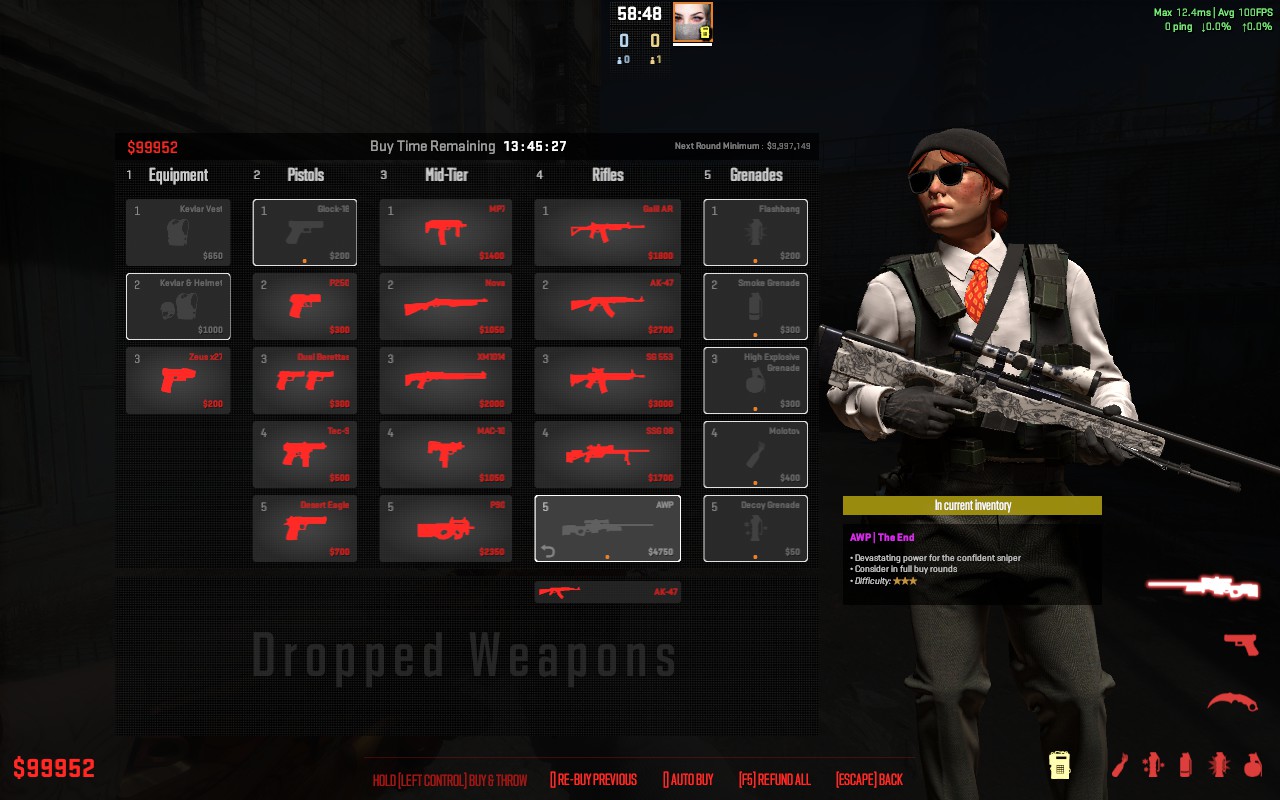 58:48
0 0
0 1
Max 12.4ms | Avg 100FPS
0 ping ↓0.0% ↑0.0%
$99952 Buy Time Remaining 13:45:27 Next Round Minimum : $9,997,149
1 Equipment 2 Pistols 3 Mid-Tier 4 Rifles 5 Grenades
1 Kevlar Vest $650
1 Glock-18 $200
1 MP7 $1400
1 Galil AR $1800
1 Flashbang $200
2 Kevlar & Helmet $1000
2 P250 $300
2 Nova $1050
2 AK-47 $2700
2 Smoke Grenade $300
3 Zeus x27 $200
3 Dual Berettas $300
3 XM1014 $2000
3 SG 553 $3000
3 High Explosive
Grenade $300
4 Tec-9 $500
4 MAC-10 $1050
4 SSG 08 $1700
4 Molotov $400
5 Desert Eagle $700
5 P90 $2350
5 AWP $4750
5 Decoy Grenade $50
AK-47
Dropped Weapons
In current inventory
AWP | The End
• Devastating power for the confident sniper
• Consider in full buy rounds
• Difficulty: ★★★
$99952
HOLD [LEFT CONTROL] BUY & THROW [] RE-BUY PREVIOUS [] AUTO BUY [F5] REFUND ALL [ESCAPE] BACK